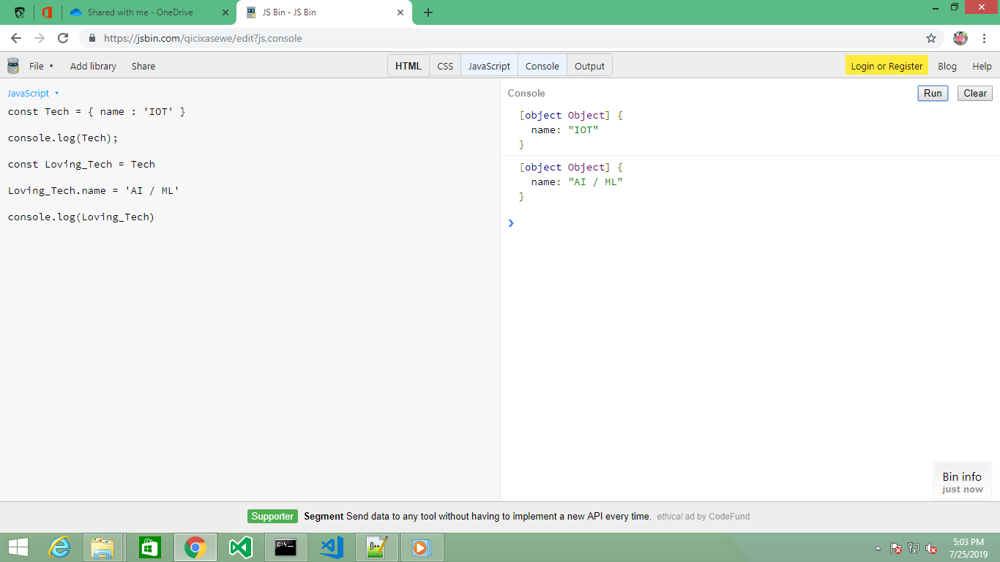 Shared with me - OneDrive
JS Bin - JS Bin
https://jsbin.com/qicixasewe/edit?js,console
File Add library Share HTML CSS JavaScript Console Output Login or Register Blog Help
JavaScript
const Tech = { name : 'IOT' }
console.log(Tech);
const Loving_Tech = Tech
Loving_Tech.name = 'AI / ML'
console.log(Loving_Tech)
Console Run Clear
[object Object] {
name: "IOT"
}
[object Object] {
name: "AI / ML"
}
Bin info
just now
Supporter Segment Send data to any tool without having to implement a new API every time. ethical ad by CodeFund
5:03 PM
7/25/2019